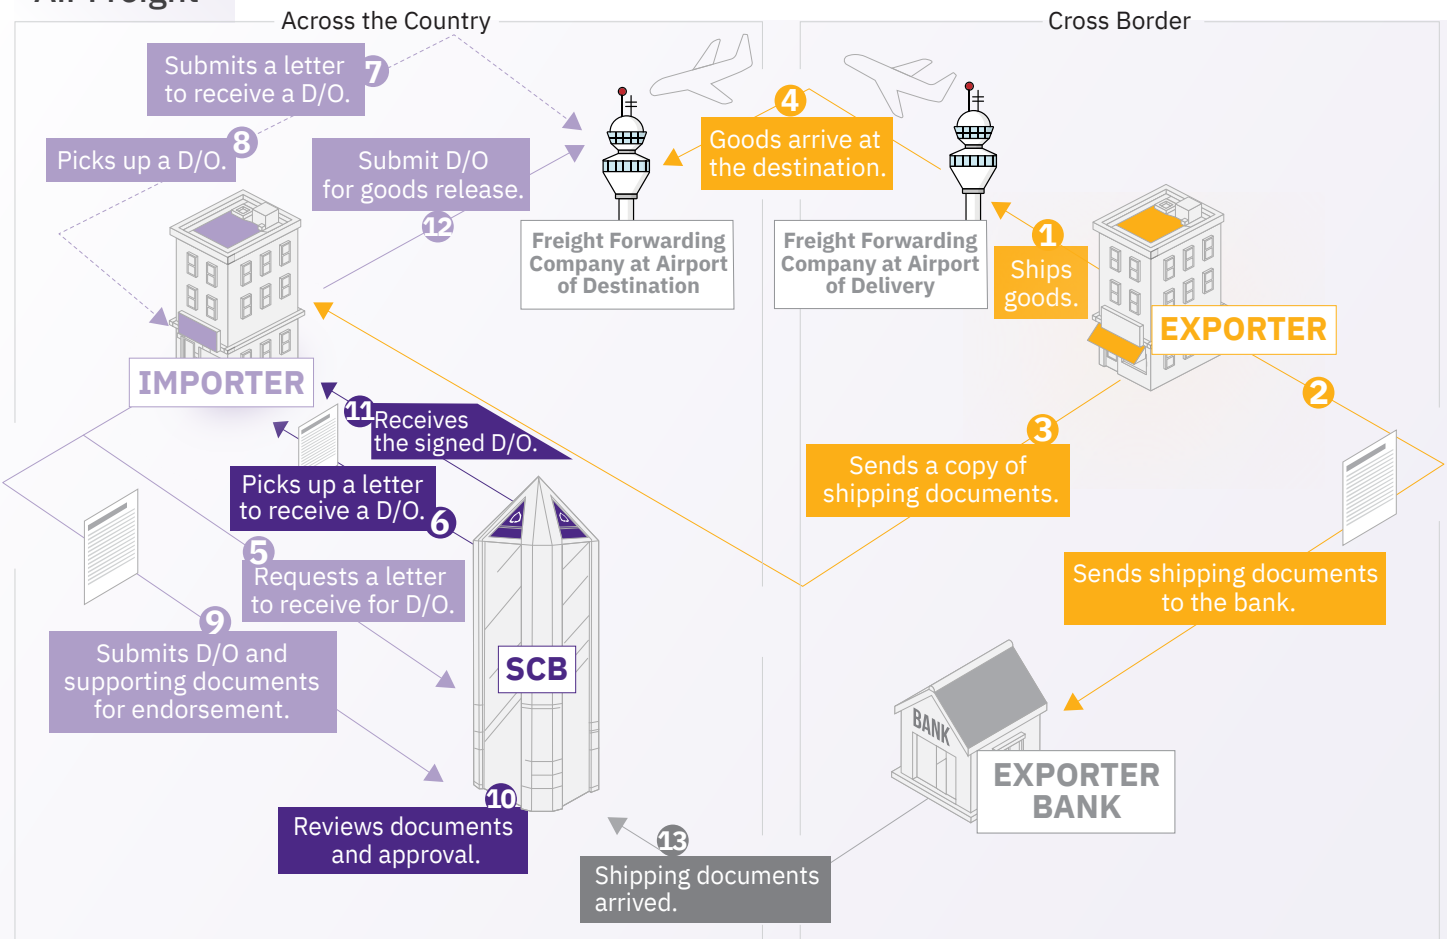 Air Freight
Across the Country
Cross Border
7
Submits a letter
to receive a D/O.
8
Picks up a D/O.
Submit D/O
for goods release.
12
4
Goods arrive at
the destination.
Freight Forwarding
Company at Airport
of Destination
Freight Forwarding
Company at Airport
of Delivery
1
Ships
goods.
EXPORTER
IMPORTER
2
11
Receives
the signed D/O.
3
Sends a copy of
shipping documents.
Picks up a letter
to receive a D/O.
6
5
Requests a letter
to receive for D/O.
Sends shipping documents
to the bank.
9
Submits D/O and
supporting documents
for endorsement.
SCB
BANK
EXPORTER
BANK
10
Reviews documents
and approval.
13
Shipping documents
arrived.